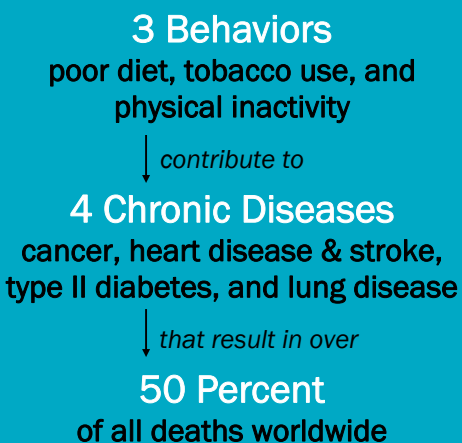 3 Behaviors
poor diet, tobacco use, and
physical inactivity
contribute to
4 Chronic Diseases
cancer, heart disease & stroke,
type II diabetes, and lung disease
that result in over
50 Percent
of all deaths worldwide